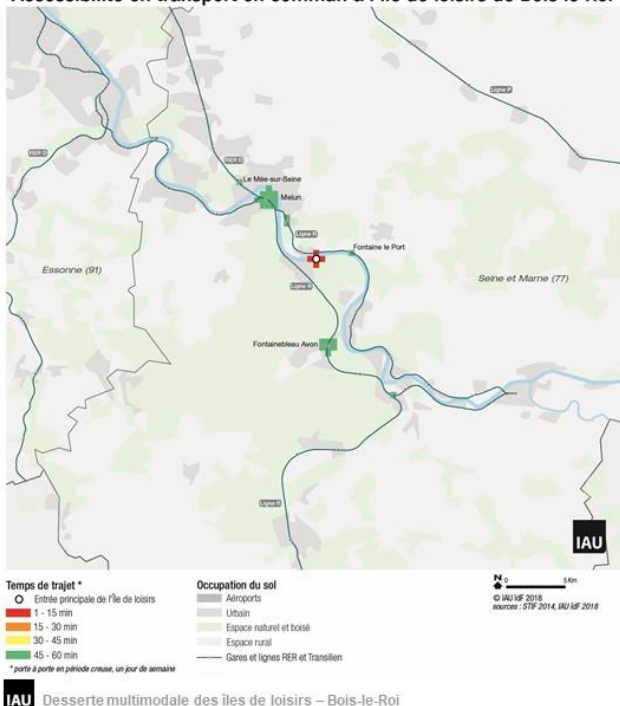 Accessibilité en transport en commun à l'île de loisirs de Bois-le-Roi
Ligne P
RER D
RER D
Le Mée-sur-Seine
Melun
Ligne R
Fontaine le Port
Essonne (91)
Seine et Marne (77)
Ligne R
Fontainebleau Avon
Ligne R
IAU
Temps de trajet *
Entrée principale de l'Île de loisirs
1 - 15 min
15 - 30 min
30 - 45 min
45 - 60 min
* porte à porte en période creuse, un jour de semaine
Occupation du sol
Aéroports
Urbain
Espace naturel et boisé
Espace rural
Gares et lignes RER et Transilien
N
0 5 Km
© IAU îdF 2018
sources : STIF 2014, IAU îdF 2018
IAU Desserte multimodale des îles de loisirs – Bois-le-Roi